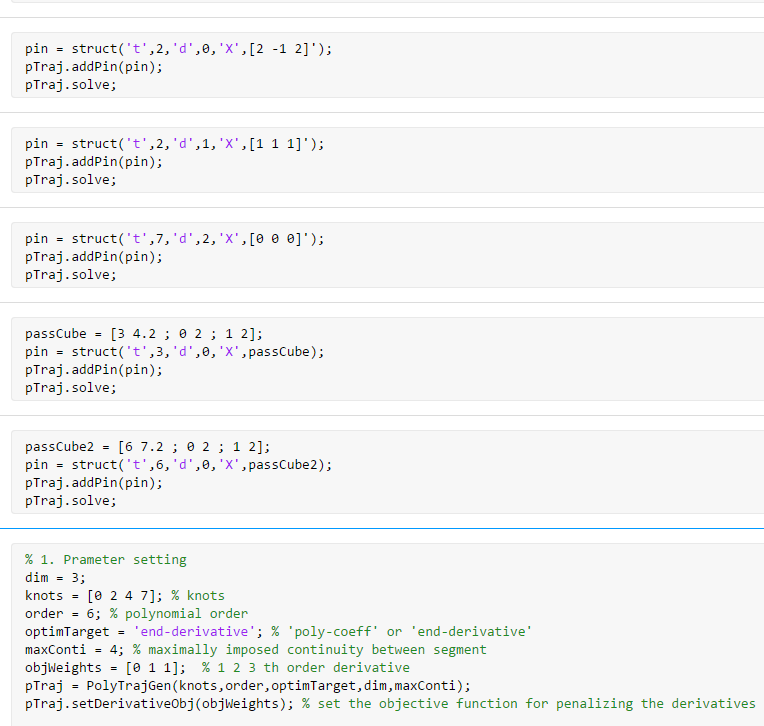 pin = struct('t',2,'d',0,'X',[2 -1 2]');
pTraj.addPin(pin);
pTraj.solve;
pin = struct('t',2,'d',1,'X',[1 1 1]');
pTraj.addPin(pin);
pTraj.solve;
pin = struct('t',7,'d',2,'X',[0 0 0]');
pTraj.addPin(pin);
pTraj.solve;
passCube = [3 4.2 ; 0 2 ; 1 2];
pin = struct('t',3,'d',0,'X',passCube);
pTraj.addPin(pin);
pTraj.solve;
passCube2 = [6 7.2 ; 0 2 ; 1 2];
pin = struct('t',6,'d',0,'X',passCube2);
pTraj.addPin(pin);
pTraj.solve;
% 1. Prameter setting
dim = 3;
knots = [0 2 4 7]; % knots
order = 6; % polynomial order
optimTarget = 'end-derivative'; % 'poly-coeff' or 'end-derivative'
maxConti = 4; % maximally imposed continuity between segment
objWeights = [0 1 1];  % 1 2 3 th order derivative
pTraj = PolyTrajGen(knots,order,optimTarget,dim,maxConti);
pTraj.setDerivativeObj(objWeights); % set the objective function for penalizing the derivatives